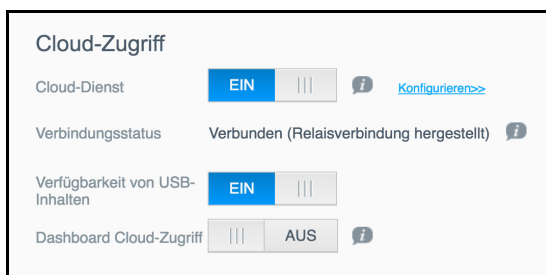 Cloud-Zugriff
Cloud-Dienst EIN Konfigurieren>>
Verbindungsstatus Verbunden (Relaisverbindung hergestellt)
Verfügbarkeit von USB-
Inhalten EIN
Dashboard Cloud-Zugriff AUS